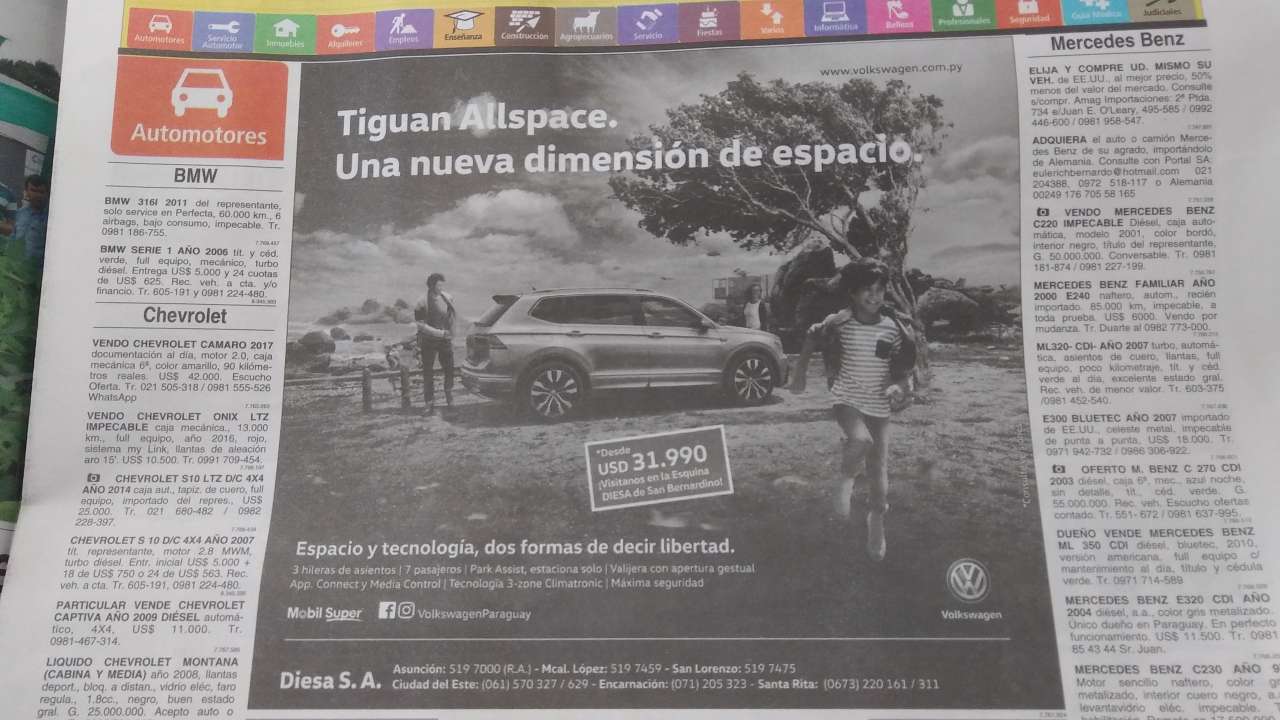 Automotores
Servicio
Automotor
Inmuebles
Alquileres
Empleos
Enseñanza
Construcción
Agropecuarios
Servicio
Fiestas
Varios
Informática
Belleza
Profesionales
Seguridad
Guía Médica
Judiciales
Automotores
BMW
BMW 316I 2011 del representante,
solo service en Perfecta, 60.000 km., 6
airbags, bajo consumo, impecable. Tr.
0981 186-755.
BMW SERIE 1 AÑO 2006 tít. y céd.
verde, full equipo, mecánico, turbo
diésel. Entrega US$ 5.000 y 24 cuotas
de US$ 625. Rec. veh. a cta. y/o
financio. Tr. 605-191 y 0981 224-480.
Chevrolet
VENDO CHEVROLET CAMARO 2017
documentación al día, motor 2.0, caja
mecánica 6ª, color amarillo, 90 kilóme-
tros reales. US$ 42.000. Escucho
Oferta. Tr. 021 505-318 / 0981 555-526
WhatsApp
VENDO CHEVROLET ONIX LTZ
IMPECABLE caja mecánica., 13.000
km., full equipo, año 2016, rojo,
sistema my Link, llantas de aleación
aro 15'. US$ 10.500. Tr. 0991 709-454.
CHEVROLET S10 LTZ D/C 4X4
AÑO 2014 caja aut., tapiz. de cuero, full
equipo, importado del repres., US$
25.000. Tr. 021 680-482 / 0982
228-397.
CHEVROLET S 10 D/C 4X4 AÑO 2007
tít. representante, motor 2.8 MWM,
turbo diésel. Entr. inicial US$ 5.000 +
18 de US$ 750 o 24 de US$ 563. Rec.
veh. a cta. Tr. 605-191, 0981 224-480.
PARTICULAR VENDE CHEVROLET
CAPTIVA AÑO 2009 DIÉSEL automá-
tico, 4X4, US$ 11.000. Tr.
0981-467-314.
LIQUIDO CHEVROLET MONTANA
(CABINA Y MEDIA) año 2008, llantas
deport., bloq. a distan., vidrio eléc, faro
regula., 1.8cc., negro, buen estado
gral. G. 25.000.000. Acepto auto o
www.volkswagen.com.py
Tiguan Allspace.
Una nueva dimensión de espacio.
*Desde
USD 31.990
¡Visitanos en la Esquina
DIESA de San Bernardino!
Espacio y tecnología, dos formas de decir libertad.
3 hileras de asientos | 7 pasajeros | Park Assist, estaciona solo | Valijera con apertura gestual
App. Connect y Media Control | Tecnología 3-zone Climatronic | Máxima seguridad
Mobil Super
VolkswagenParaguay
Volkswagen
Diesa S. A.
Asunción: 519 7000 (R.A.) - Mcal. López: 519 7459 - San Lorenzo: 519 7475
Ciudad del Este: (061) 570 327 / 629 - Encarnación: (071) 205 323 - Santa Rita: (0673) 220 161 / 311
Mercedes Benz
ELIJA Y COMPRE UD. MISMO SU
VEH. de EE.UU., al mejor precio, 50%
menos del valor del mercado. Consulte
s/compr. Amag Importaciones: 2ª Ptda.
734 e/Juan E. O'Leary, 495-585 / 0992
446-600 / 0981 958-547.
ADQUIERA el auto o camión Merce-
des Benz de su agrado, importándolo
de Alemania. Consulte con Portal SA:
eulerichbernardo@hotmail.com 021
204388, 0972 518-117 o Alemania
00249 176 705 58 165
VENDO MERCEDES BENZ
C220 IMPECABLE Diésel, caja auto-
mática, modelo 2001, color bordó,
interior negro, título del representante,
G. 50.000.000. Conversable. Tr. 0981
181-874 / 0981 227-199.
MERCEDES BENZ FAMILIAR AÑO
2000 E240 naftero, autom., recién
importado. 85.000 km, impecable, a
toda prueba. US$ 6000. Vendo por
mudanza. Tr. Duarte al 0982 773-000.
ML320- CDI- AÑO 2007 turbo, automá-
tica, asientos de cuero, llantas, full
equipo, poco kilometraje, tít. y céd.
verde al día, excelente estado gral.
Rec. veh. de menor valor. Tr. 603-375
/0981 452-540.
E300 BLUETEC AÑO 2007 importado
de EE.UU., celeste metal, impecable
de punta a punta, US$ 18.000. Tr.
0971 942-732 / 0986 306-922.
OFERTO M. BENZ C 270 CDI
2003 diésel, caja 6ª, mec., azul noche,
sin detalle, tít., céd. verde. G.
55.000.000. Rec. veh. Escucho ofertas
contado. Tr. 551-672 / 0981 637-995.
DUEÑO VENDE MERCEDES BENZ
ML 350 CDI diésel, bluetec, 2010,
versión americana, full equipo c/
mantenimiento al día, título y cédula
verde. Tr. 0971 714-589
MERCEDES BENZ E320 CDI AÑO
2004 diésel, a.a., color gris metalizado.
Único dueño en Paraguay. En perfecto
funcionamiento. US$ 11.500. Tr. 0981
85 43 44 Sr. Juan.
MERCEDES BENZ C230 AÑO
Motor sencillo naftero, color
metalizado, interior cuero negro, a.
levantavidrio eléc. impecable.